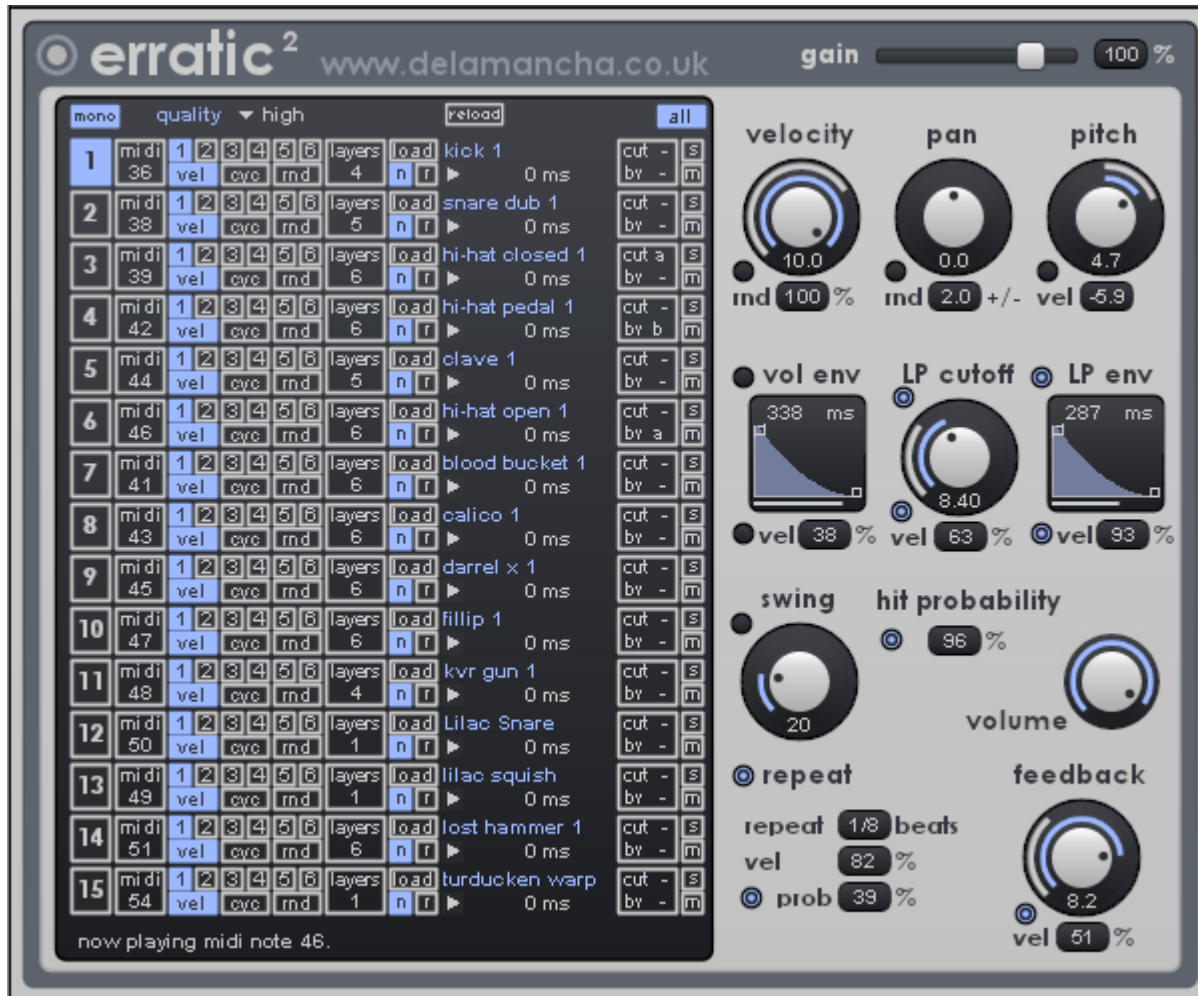 erratic² www.delamancha.co.uk gain 100 %
mono quality high reload all
1 midi 36 1 2 3 4 5 6 vel cyc rnd layers 4 load n r kick 1 0 ms cut - by - s m
2 midi 38 1 2 3 4 5 6 vel cyc rnd layers 5 load n r snare dub 1 0 ms cut - by - s m
3 midi 39 1 2 3 4 5 6 vel cyc rnd layers 6 load n r hi-hat closed 1 0 ms cut a by - s m
4 midi 42 1 2 3 4 5 6 vel cyc rnd layers 6 load n r hi-hat pedal 1 0 ms cut - by b s m
5 midi 44 1 2 3 4 5 6 vel cyc rnd layers 5 load n r clave 1 0 ms cut - by - s m
6 midi 46 1 2 3 4 5 6 vel cyc rnd layers 6 load n r hi-hat open 1 0 ms cut - by a s m
7 midi 41 1 2 3 4 5 6 vel cyc rnd layers 6 load n r blood bucket 1 0 ms cut - by - s m
8 midi 43 1 2 3 4 5 6 vel cyc rnd layers 6 load n r calico 1 0 ms cut - by - s m
9 midi 45 1 2 3 4 5 6 vel cyc rnd layers 6 load n r darrel x 1 0 ms cut - by - s m
10 midi 47 1 2 3 4 5 6 vel cyc rnd layers 6 load n r fillip 1 0 ms cut - by - s m
11 midi 48 1 2 3 4 5 6 vel cyc rnd layers 4 load n r kvr gun 1 0 ms cut - by - s m
12 midi 50 1 2 3 4 5 6 vel cyc rnd layers 1 load n r Lilac Snare 0 ms cut - by - s m
13 midi 49 1 2 3 4 5 6 vel cyc rnd layers 1 load n r lilac squish 0 ms cut - by - s m
14 midi 51 1 2 3 4 5 6 vel cyc rnd layers 6 load n r lost hammer 1 0 ms cut - by - s m
15 midi 54 1 2 3 4 5 6 vel cyc rnd layers 1 load n r turducken warp 0 ms cut - by - s m
now playing midi note 46.
velocity pan pitch
10.0 0.0 4.7
rnd 100 % rnd 2.0 +/- vel -5.9
vol env LP cutoff LP env
338 ms 287 ms
8.40
vel 38 % vel 63 % vel 93 %
swing hit probability
96 %
20
volume
repeat feedback
repeat 1/8 beats
vel 82 %
prob 39 %
8.2
vel 51 %